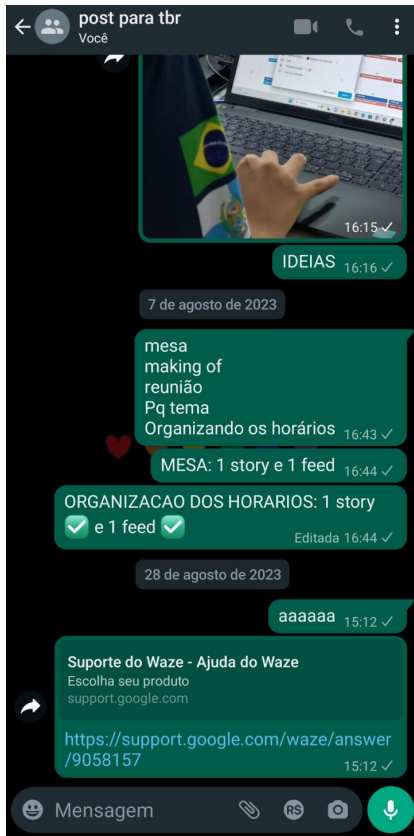 post para tbr
Você
16:15
IDEIAS 16:16
7 de agosto de 2023
mesa
making of
reunião
Pq tema
Organizando os horários 16:43
MESA: 1 story e 1 feed 16:44
ORGANIZACAO DOS HORARIOS: 1 story
✅ e 1 feed ✅
Editada 16:44
28 de agosto de 2023
aaaaaa 15:12
Suporte do Waze - Ajuda do Waze
Escolha seu produto
support.google.com
https://support.google.com/waze/answer
/9058157
15:12
Mensagem
RS